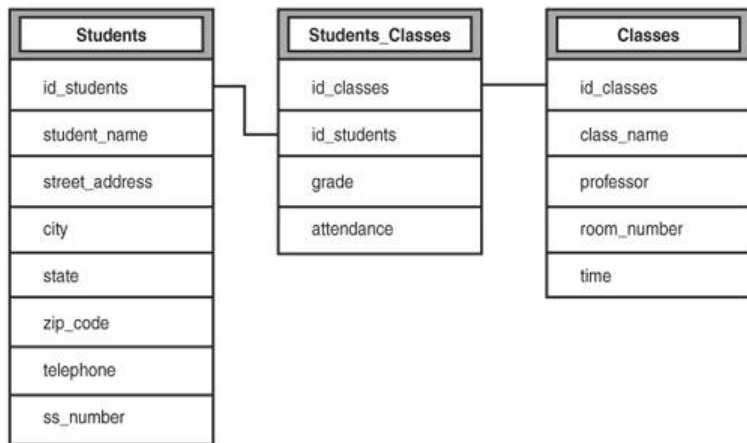 Students
id_students
student_name
street_address
city
state
zip_code
telephone
ss_number
Students_Classes
id_classes
id_students
grade
attendance
Classes
id_classes
class_name
professor
room_number
time